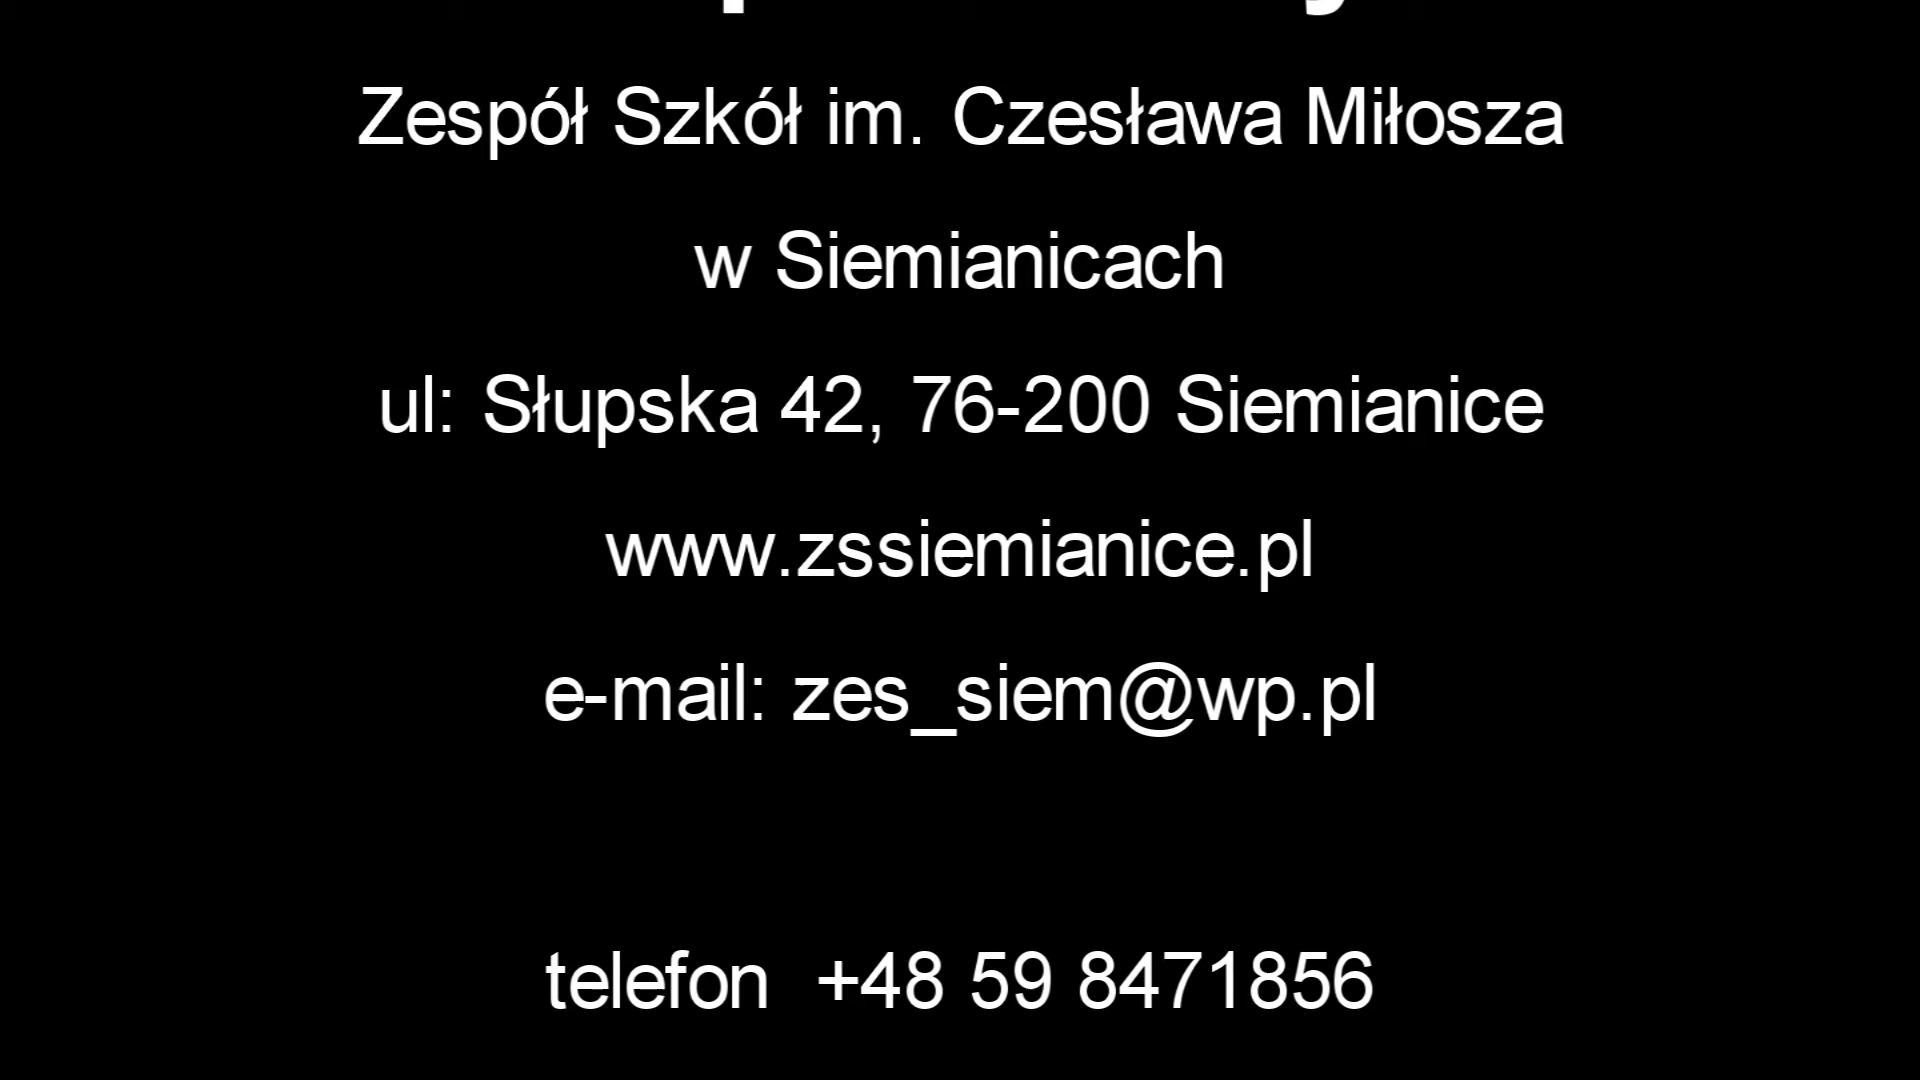 Zespół Szkół im. Czesława Miłosza
w Siemianicach
ul: Słupska 42, 76-200 Siemianice
www.zssiemianice.pl
e-mail: zes_siem@wp.pl
telefon  +48 59 8471856